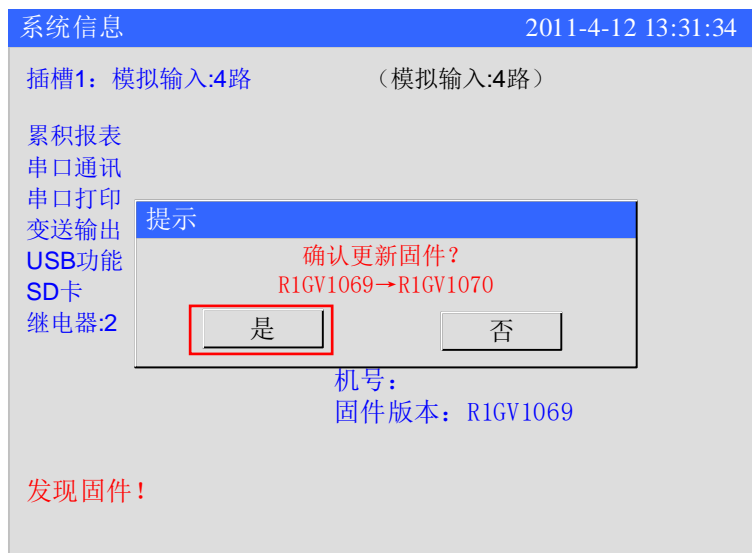 系统信息 2011-4-12 13:31:34
插槽1：模拟输入:4路 （模拟输入:4路）
累积报表
串口通讯
串口打印
变送输出
USB功能
SD卡
继电器:2
提示
确认更新固件？
R1GV1069→R1GV1070
是 否
机号：
固件版本：R1GV1069
发现固件！